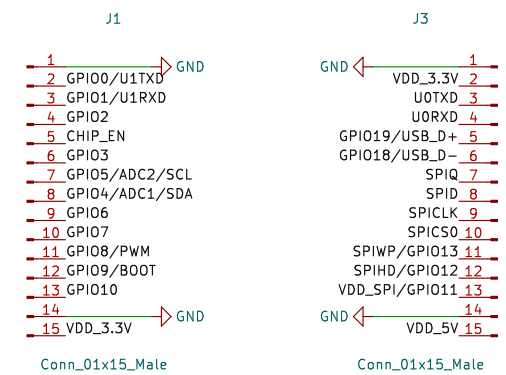 J1
1 GND
2 GPIO0/U1TXD
3 GPIO1/U1RXD
4 GPIO2
5 CHIP_EN
6 GPIO3
7 GPIO5/ADC2/SCL
8 GPIO4/ADC1/SDA
9 GPIO6
10 GPIO7
11 GPIO8/PWM
12 GPIO9/BOOT
13 GPIO10
14 GND
15 VDD_3.3V
Conn_01x15_Male
J3
GND 1
VDD_3.3V 2
U0TXD 3
U0RXD 4
GPIO19/USB_D+ 5
GPIO18/USB_D- 6
SPIQ 7
SPID 8
SPICLK 9
SPICS0 10
SPIWP/GPIO13 11
SPIHD/GPIO12 12
VDD_SPI/GPIO11 13
GND 14
VDD_5V 15
Conn_01x15_Male